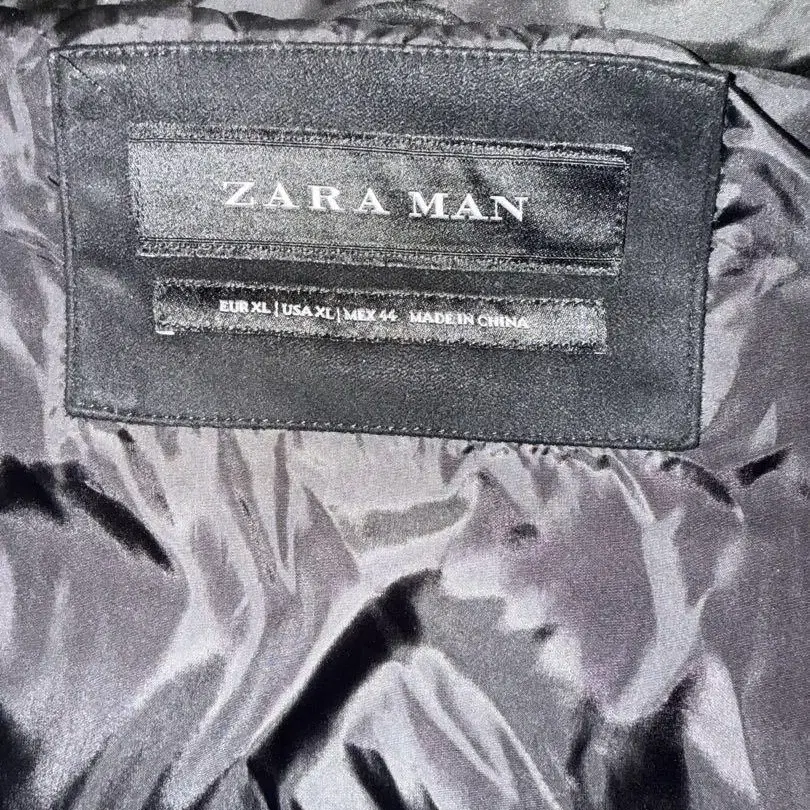 ZARA MAN
EUR XL | USA XL | MEX 44 MADE IN CHINA